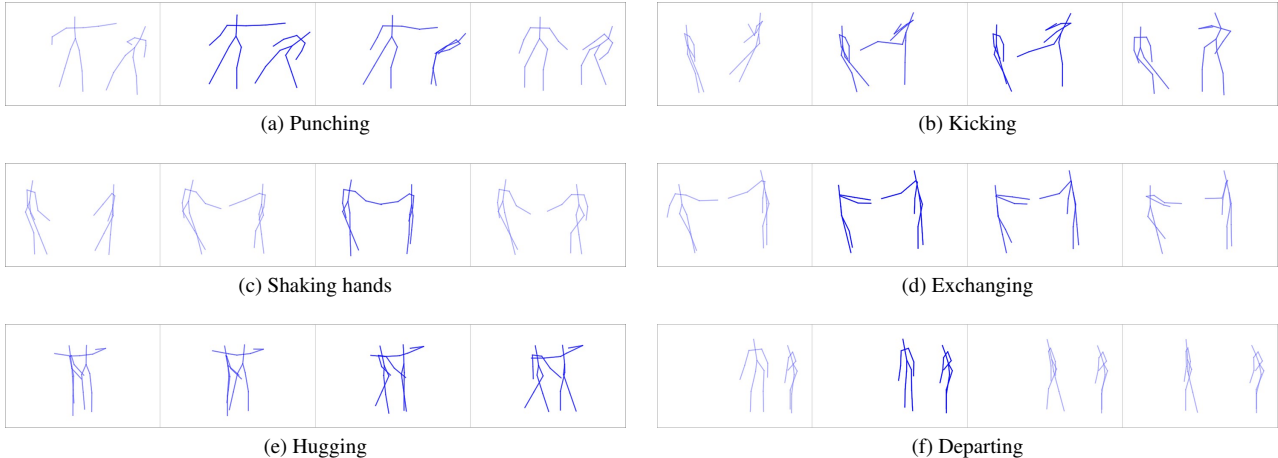 (a) Punching
(b) Kicking
(c) Shaking hands
(d) Exchanging
(e) Hugging
(f) Departing